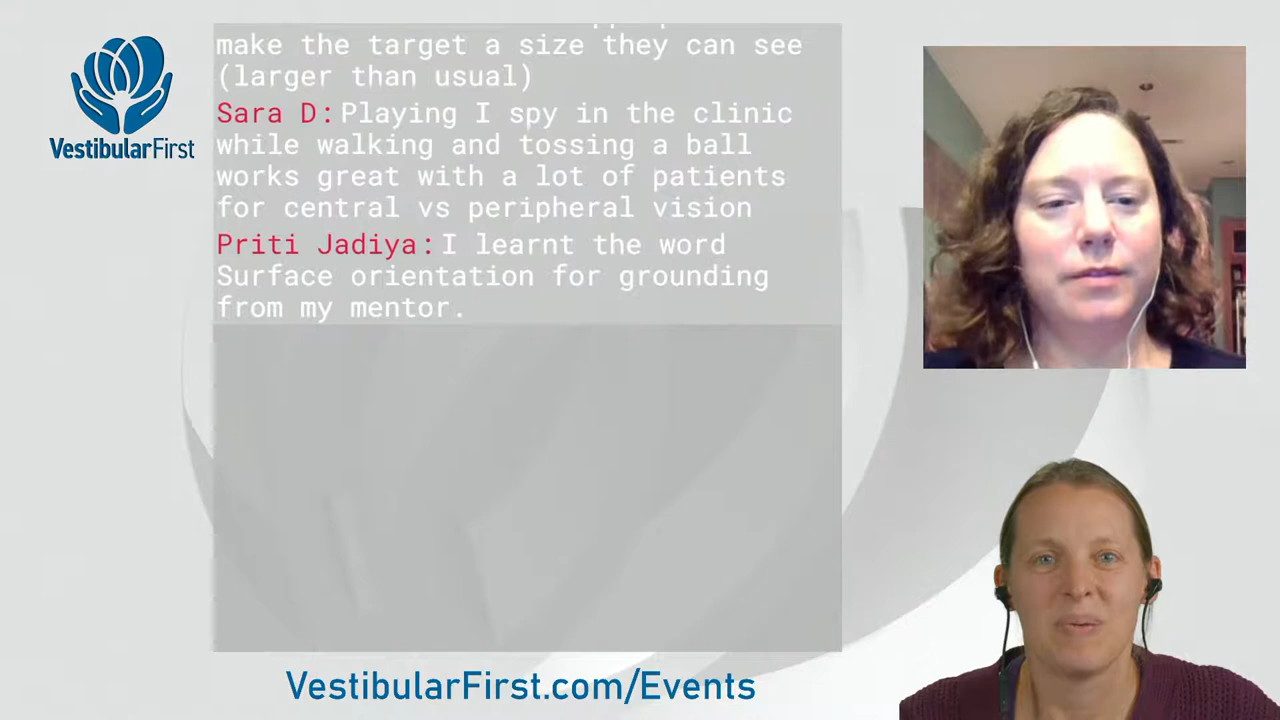 make the target a size they can see
(larger than usual)
Sara D: Playing I spy in the clinic
while walking and tossing a ball
works great with a lot of patients
for central vs peripheral vision
Priti Jadiya: I learnt the word
Surface orientation for grounding
from my mentor.
VestibularFirst
VestibularFirst.com/Events